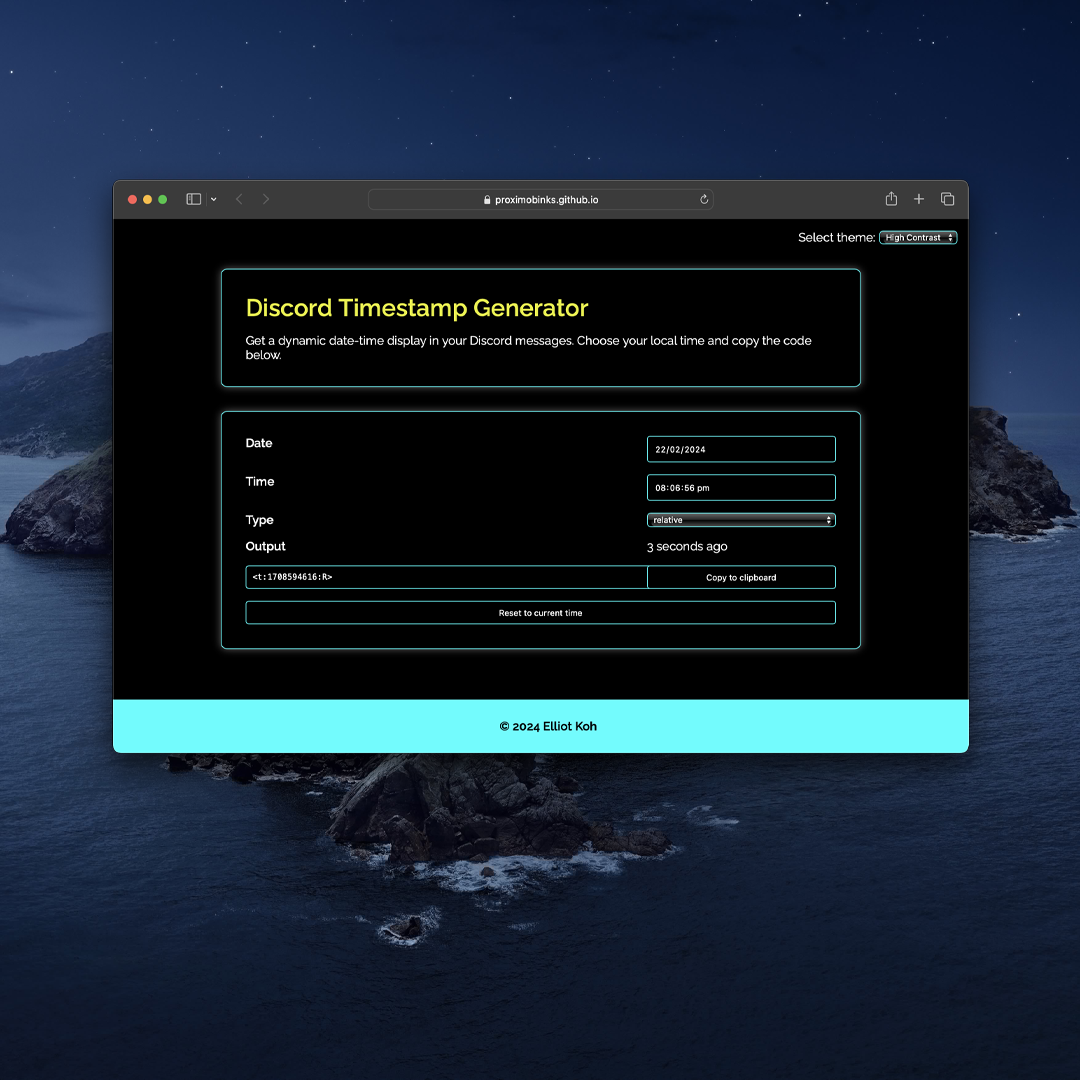 proximobinks.github.io
Select theme: High Contrast
Discord Timestamp Generator
Get a dynamic date-time display in your Discord messages. Choose your local time and copy the code
below.
Date
22/02/2024
Time
08:06:56 pm
Type
relative
Output
3 seconds ago
<t:1708594616:R>
Copy to clipboard
Reset to current time
© 2024 Elliot Koh